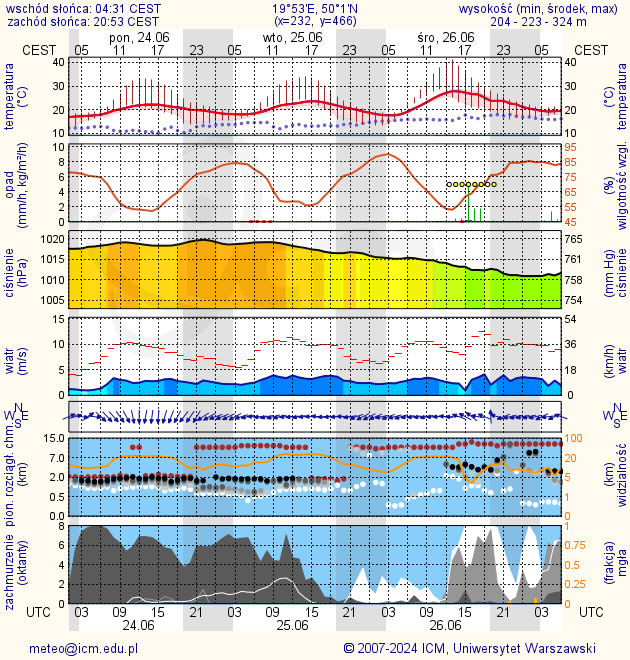 wschód słońca: 04:31 CEST
zachód słońca: 20:53 CEST
19°53'E, 50°1'N
(x=232, y=466)
wysokość (min, środek, max)
204 - 223 - 324 m
pon, 24.06 wto, 25.06 śro, 26.06
CEST 05 11 17 23 05 11 17 23 05 11 17 23 05 CEST
temperatura (°C)
40
30
20
10
40
30
20
10
(°C) temperatura
opad (mm/h, kg/m²/h)
10
8
6
4
2
0
95
85
75
65
55
45
(%) wilgotność wzgl.
ciśnienie (hPa)
1020
1015
1010
1005
765
761
758
754
(mm Hg) ciśnienie
wiatr (m/s)
15
10
5
0
54
36
18
0
(km/h) wiatr
N
W E
S
N
W E
S
pion. rozciągł. chm. (km)
15.0
7.0
2.0
0.5
0.0
100
20
5
1
0
(km) widzialność
zachmurzenie (oktanty)
8
6
4
2
0
1
0.75
0.5
0.25
0
(frakcja) mgła
UTC 03 09 15 21 03 09 15 21 03 09 15 21 03 UTC
24.06 25.06 26.06
meteo@icm.edu.pl
© 2007-2024 ICM, Uniwersytet Warszawski